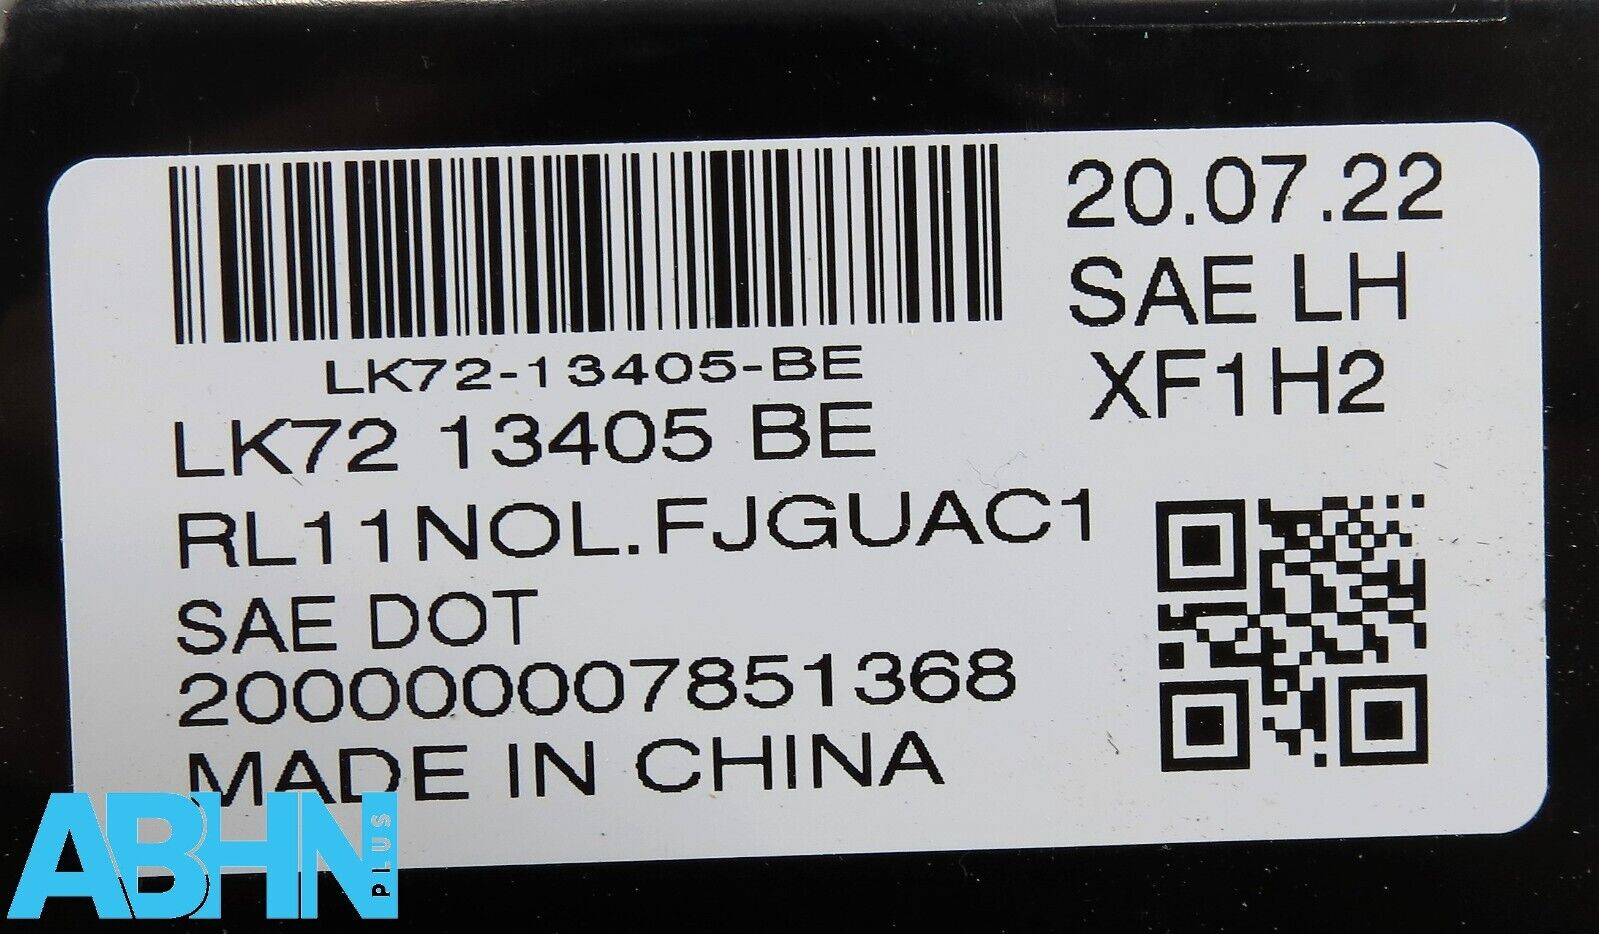 20.07.22
SAE LH
XF1H2
LK72-13405-BE
LK72 13405 BE
RL11NOL.FJGUAC1
SAE DOT
200000007851368
MADE IN CHINA
ABHN PLUS